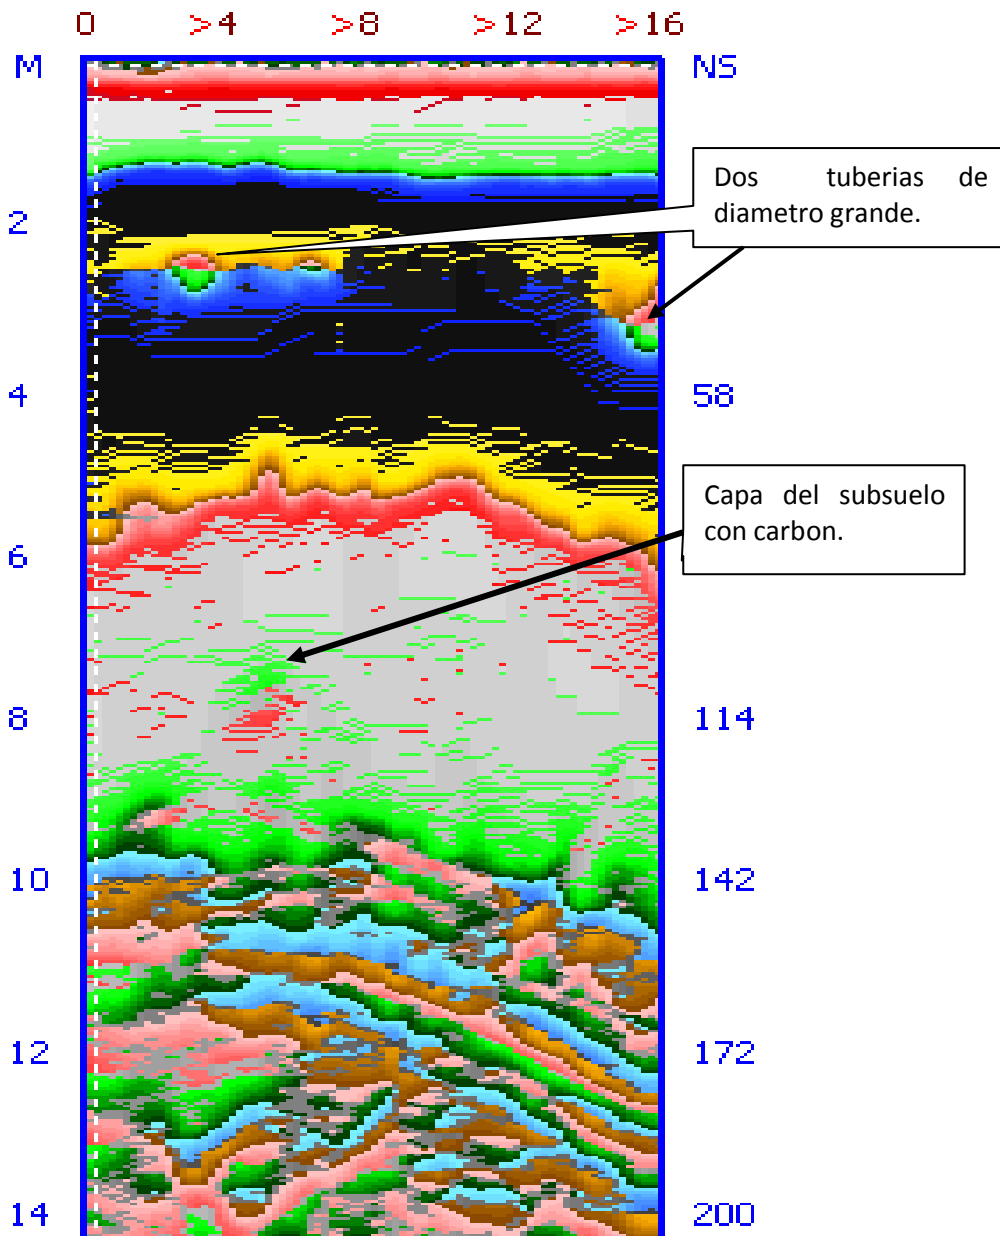 0 >4 >8 >12 >16
M NS
Dos tuberias de
diametro grande.
2
4 58
Capa del subsuelo
con carbon.
6
8 114
10 142
12 172
14 200